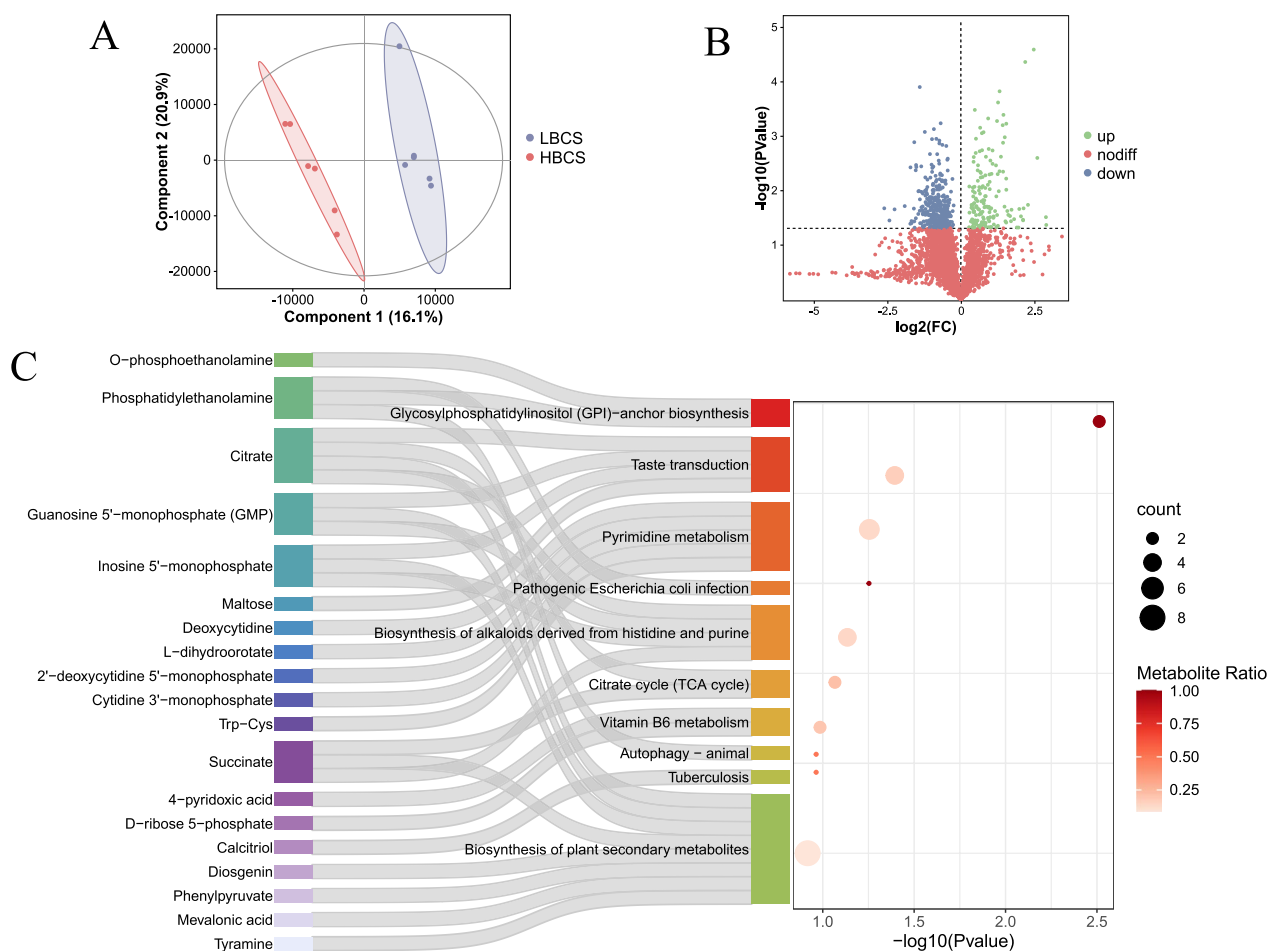 A
Component 2 (20.9%)
20000
10000
0
-10000
-20000
-10000
0
10000
Component 1 (16.1%)
LBCS
HBCS
B
-log10(PValue)
5
4
3
2
1
-5
-2.5
0
2.5
log2(FC)
up
nodiff
down
C
O−phosphoethanolamine
Phosphatidylethanolamine
Citrate
Guanosine 5'−monophosphate (GMP)
Inosine 5'−monophosphate
Maltose
Deoxycytidine
L−dihydroorotate
2'−deoxycytidine 5'−monophosphate
Cytidine 3'−monophosphate
Trp−Cys
Succinate
4−pyridoxic acid
D−ribose 5−phosphate
Calcitriol
Diosgenin
Phenylpyruvate
Mevalonic acid
Tyramine
Glycosylphosphatidylinositol (GPI)−anchor biosynthesis
Taste transduction
Pyrimidine metabolism
Pathogenic Escherichia coli infection
Biosynthesis of alkaloids derived from histidine and purine
Citrate cycle (TCA cycle)
Vitamin B6 metabolism
Autophagy − animal
Tuberculosis
Biosynthesis of plant secondary metabolites
1.0
1.5
2.0
2.5
−log10(Pvalue)
count
2
4
6
8
Metabolite Ratio
1.00
0.75
0.50
0.25